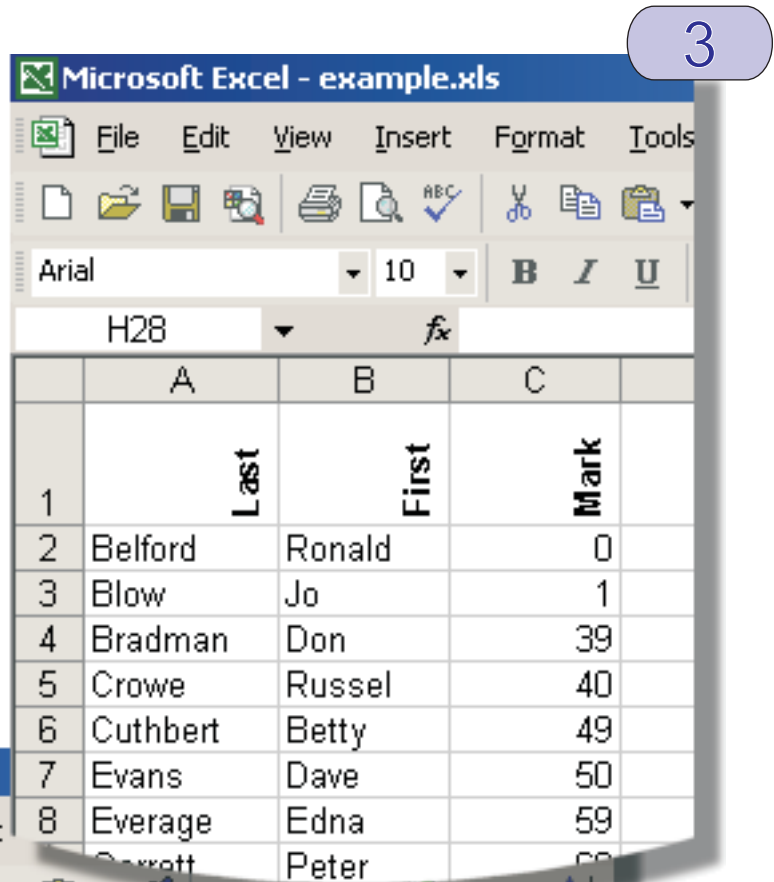 3
Microsoft Excel - example.xls
File Edit View Insert Format Tools
ABC
Arial 10 B I U
H28 fx
A B C
1 Last First Mark
2 Belford Ronald 0
3 Blow Jo 1
4 Bradman Don 39
5 Crowe Russel 40
6 Cuthbert Betty 49
7 Evans Dave 50
8 Everage Edna 59
Peter